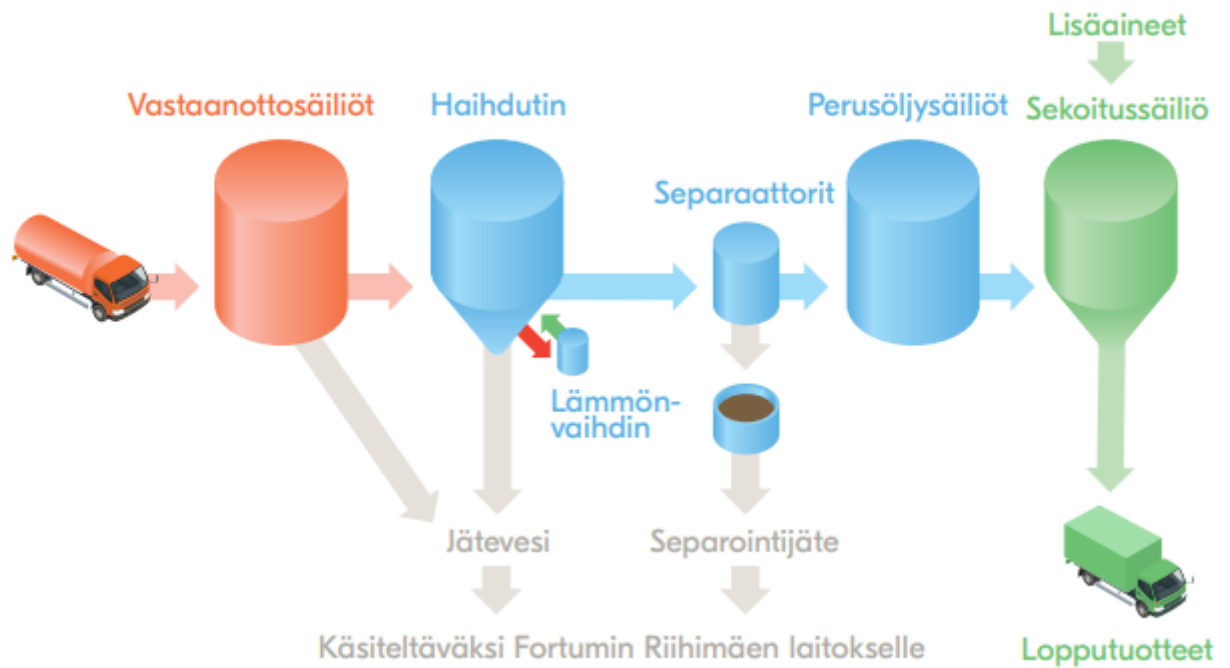 Lisäaineet
Vastaanottosäiliöt
Haihdutin
Perusöljysäiliöt
Sekoitussäiliö
Separaattorit
Lämmön-
vaihdin
Jätevesi
Separointijäte
Käsiteltäväksi Fortumin Riihimäen laitokselle
Lopputuotteet